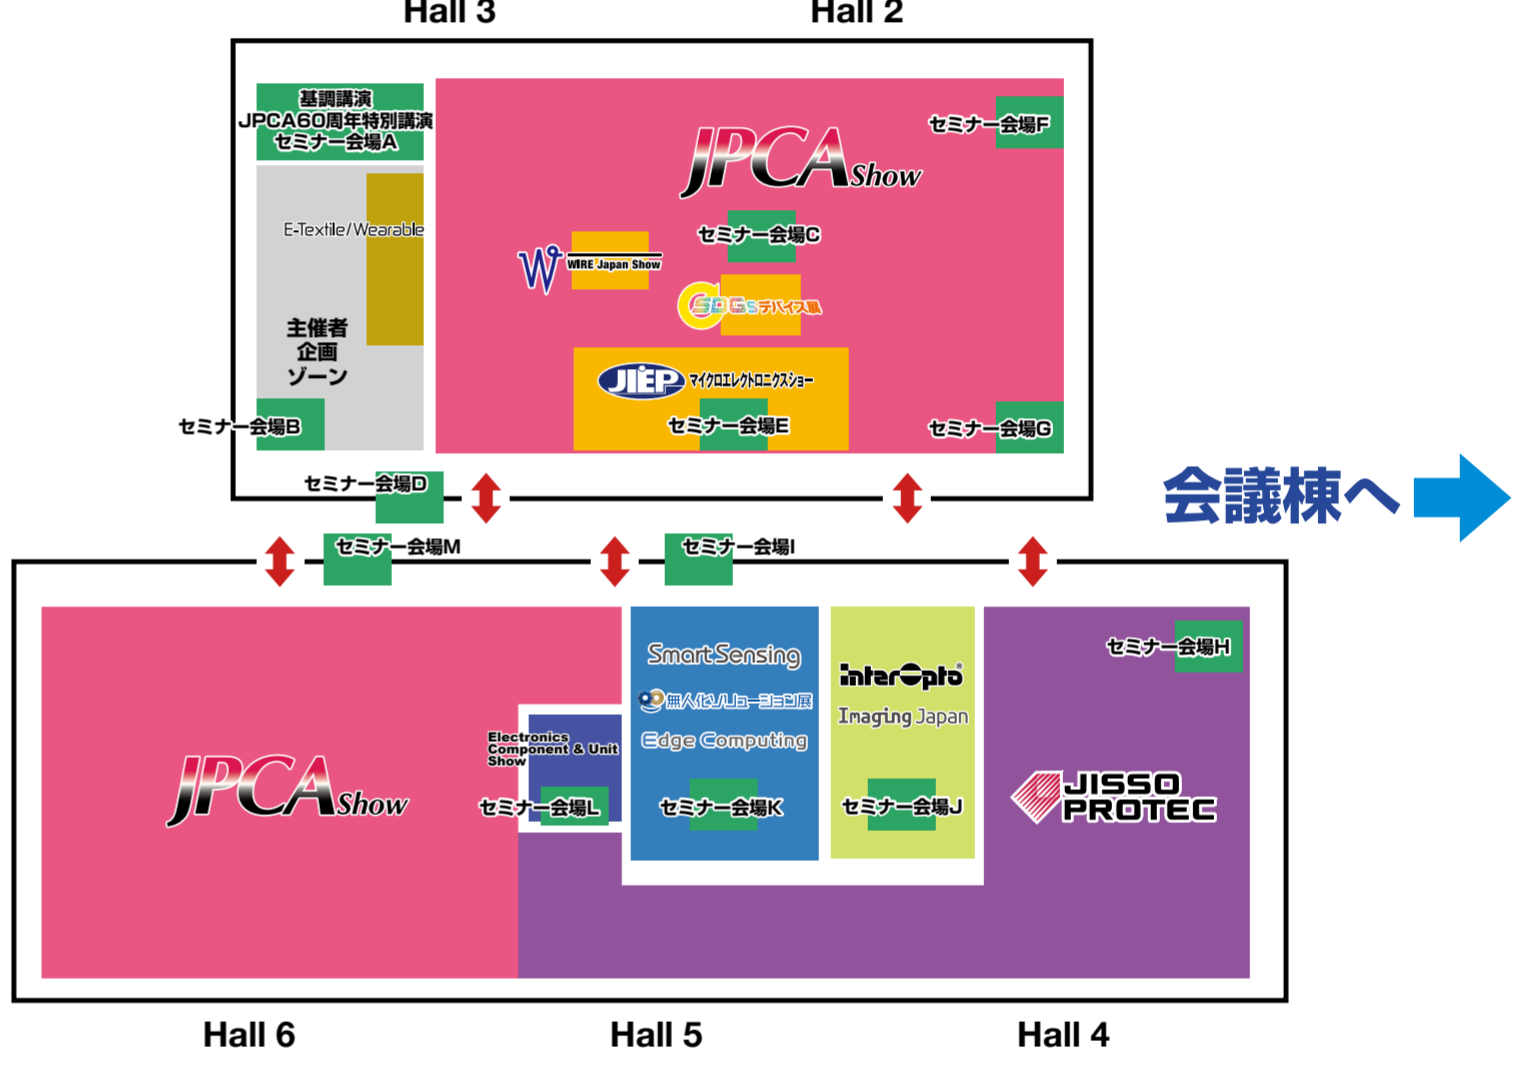 Hall 3
Hall 2
基調講演
JPCA60周年特別講演
セミナー会場A
セミナー会場F
JPCA Show
E-Textile/Wearable
セミナー会場C
WIRE Japan Show
SDGsデバイス展
主催者
企画
ゾーン
JIEP マイクロエレクトロニクスショー
セミナー会場B
セミナー会場E
セミナー会場G
セミナー会場D
会議棟へ
セミナー会場M
セミナー会場I
セミナー会場H
Smart Sensing
無人化ソリューション展
Edge Computing
interOpto®
Imaging Japan
Electronics
Component & Unit
Show
JPCA Show
JISSO
PROTEC
セミナー会場L
セミナー会場K
セミナー会場J
Hall 6
Hall 5
Hall 4